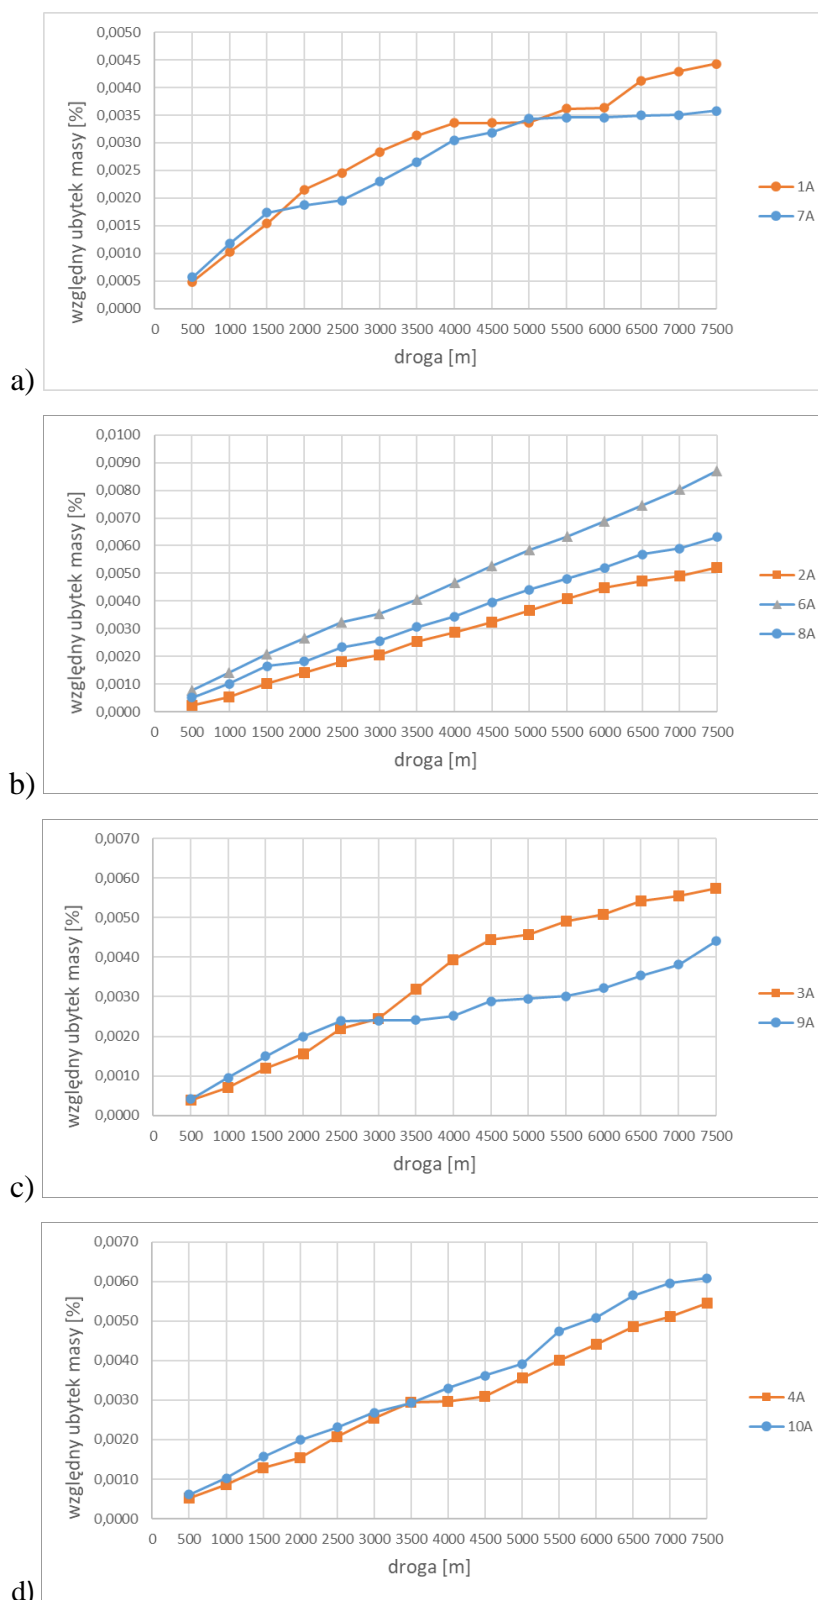 0,0050
0,0045
0,0040
0,0035
0,0030
0,0025
0,0020
0,0015
0,0010
0,0005
0,0000
względny ubytek masy [%]
0 500 1000 1500 2000 2500 3000 3500 4000 4500 5000 5500 6000 6500 7000 7500
droga [m]
1A
7A
a)
0,0100
0,0090
0,0080
0,0070
0,0060
0,0050
0,0040
0,0030
0,0020
0,0010
0,0000
względny ubytek masy [%]
0 500 1000 1500 2000 2500 3000 3500 4000 4500 5000 5500 6000 6500 7000 7500
droga [m]
2A
6A
8A
b)
0,0070
0,0060
0,0050
0,0040
0,0030
0,0020
0,0010
0,0000
względny ubytek masy [%]
0 500 1000 1500 2000 2500 3000 3500 4000 4500 5000 5500 6000 6500 7000 7500
droga [m]
3A
9A
c)
0,0070
0,0060
0,0050
0,0040
0,0030
0,0020
0,0010
0,0000
względny ubytek masy [%]
0 500 1000 1500 2000 2500 3000 3500 4000 4500 5000 5500 6000 6500 7000 7500
droga [m]
4A
10A
d)